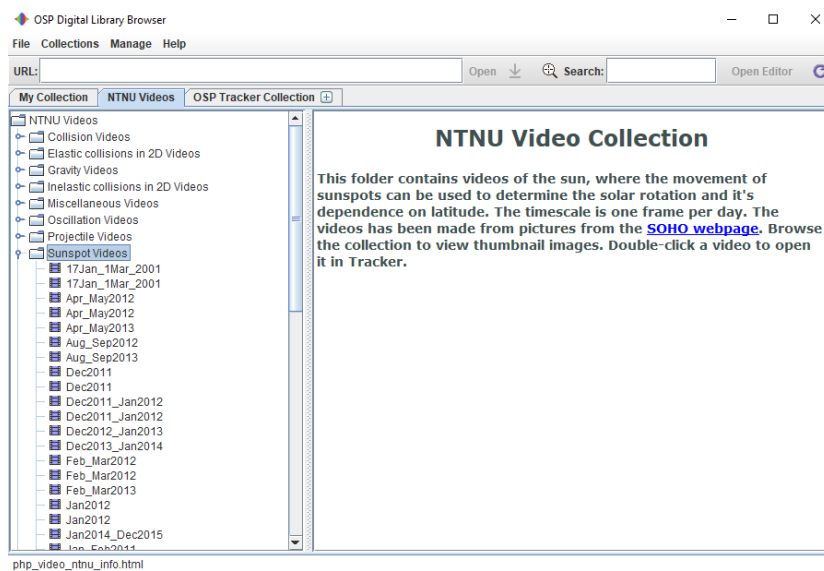 OSP Digital Library Browser
File Collections Manage Help
URL: Open Search: Open Editor
My Collection NTNU Videos OSP Tracker Collection
NTNU Videos
Collision Videos
Elastic collisions in 2D Videos
Gravity Videos
Inelastic collisions in 2D Videos
Miscellaneous Videos
Oscillation Videos
Projectile Videos
Sunspot Videos
17Jan_1Mar_2001
17Jan_1Mar_2001
Apr_May2012
Apr_May2012
Apr_May2013
Aug_Sep2012
Aug_Sep2013
Dec2011
Dec2011
Dec2011_Jan2012
Dec2011_Jan2012
Dec2012_Jan2013
Dec2013_Jan2014
Feb_Mar2012
Feb_Mar2012
Feb_Mar2013
Jan2012
Jan2012
Jan2014_Dec2015
Jan_Feb2011
NTNU Video Collection
This folder contains videos of the sun, where the movement of
sunspots can be used to determine the solar rotation and it's
dependence on latitude. The timescale is one frame per day. The
videos has been made from pictures from the SOHO webpage. Browse
the collection to view thumbnail images. Double-click a video to open
it in Tracker.
php_video_ntnu_info.html